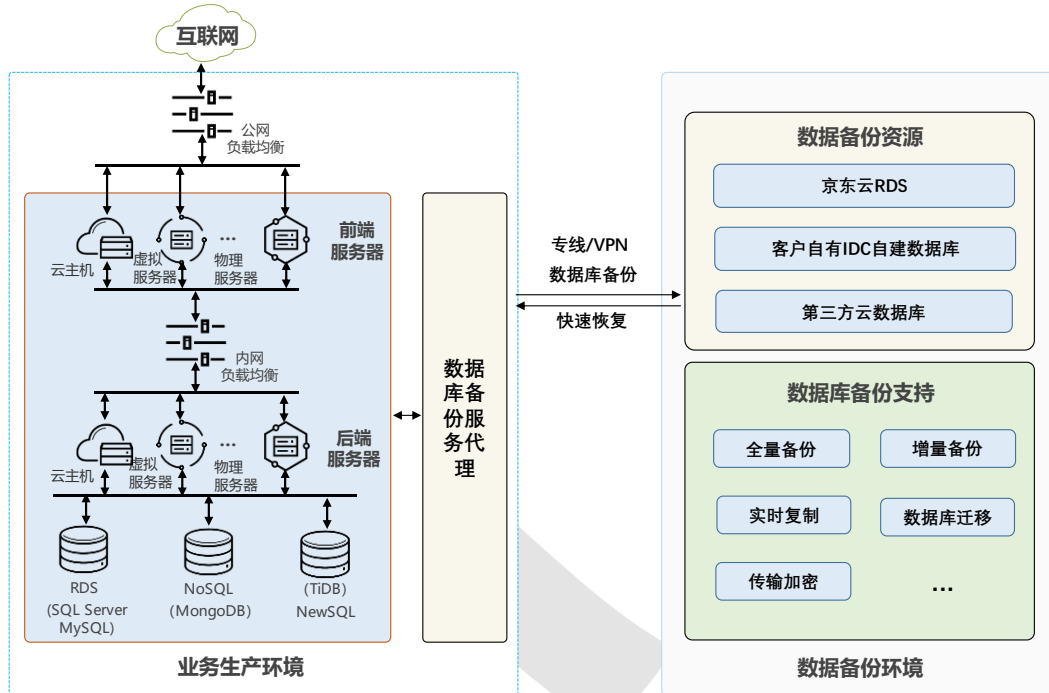 互联网
公网
负载均衡
前端
服务器
云主机
虚拟
服务器
...
物理
服务器
内网
负载均衡
后端
服务器
云主机
虚拟
服务器
...
物理
服务器
RDS
(SQL Server
MySQL)
NoSQL
(MongoDB)
(TiDB)
NewSQL
业务生产环境
数据
库备
份服
务代
理
专线/VPN
数据库备份
快速恢复
数据备份资源
京东云RDS
客户自有IDC自建数据库
第三方云数据库
数据库备份支持
全量备份
增量备份
实时复制
数据库迁移
传输加密
...
数据备份环境